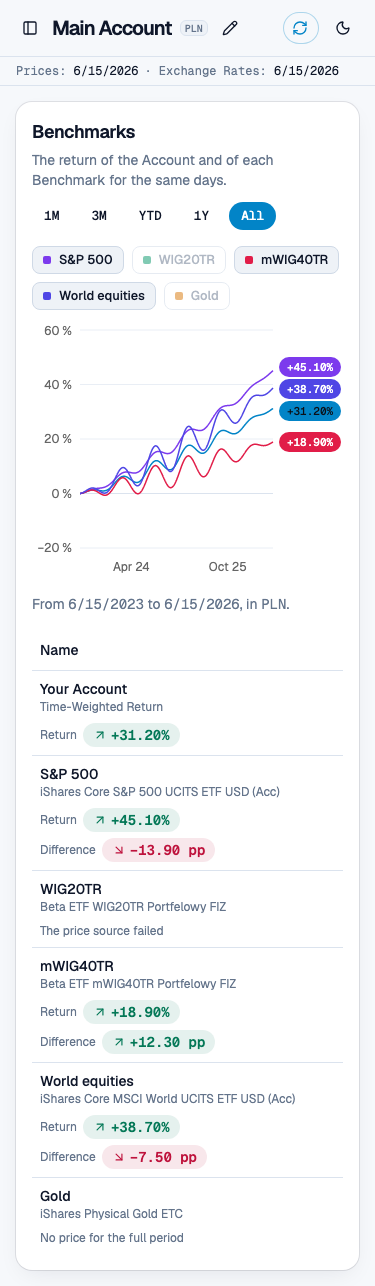 Main Account PLN
Prices: 6/15/2026 · Exchange Rates: 6/15/2026
Benchmarks
The return of the Account and of each
Benchmark for the same days.
1M 3M YTD 1Y All
S&P 500 WIG20TR mWIG40TR
World equities Gold
60 %
40 %
20 %
0 %
−20 %
+45.10%
+38.70%
+31.20%
+18.90%
Apr 24 Oct 25
From 6/15/2023 to 6/15/2026, in PLN.
Name
Your Account
Time-Weighted Return
Return +31.20%
S&P 500
iShares Core S&P 500 UCITS ETF USD (Acc)
Return +45.10%
Difference −13.90 pp
WIG20TR
Beta ETF WIG20TR Portfelowy FIZ
The price source failed
mWIG40TR
Beta ETF mWIG40TR Portfelowy FIZ
Return +18.90%
Difference +12.30 pp
World equities
iShares Core MSCI World UCITS ETF USD (Acc)
Return +38.70%
Difference −7.50 pp
Gold
iShares Physical Gold ETC
No price for the full period